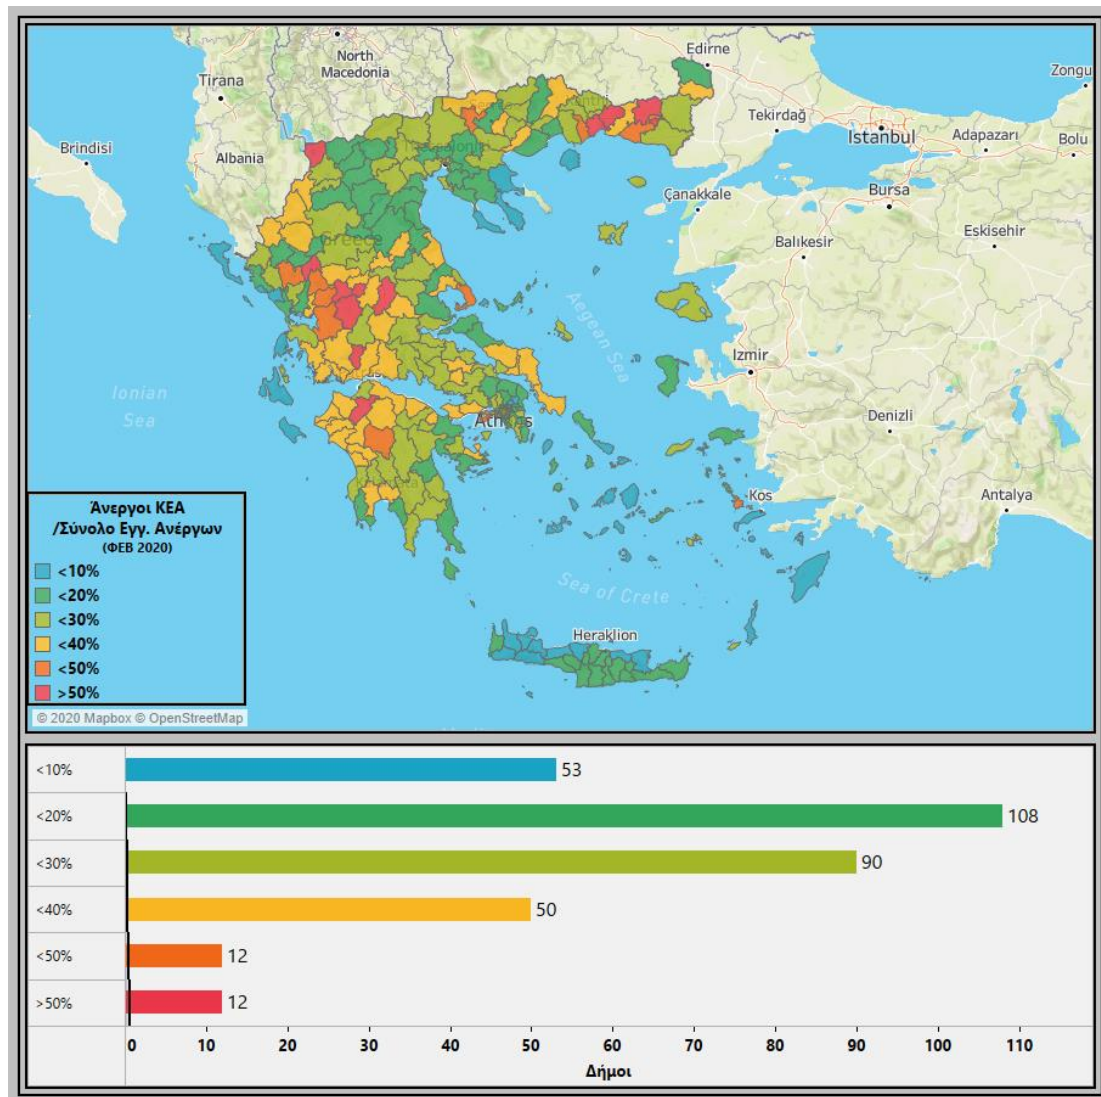 Edirne
North
Macedonia
Zongu
Tirana
Tekirdağ
Istanbul
Adapazarı
Bolu
Brindisi
Albania
Çanakkale
Bursa
Eskisehir
Balıkesir
Greece
Aegean Sea
Izmir
Ionian
Sea
Denizli
Athens
Kos
Antalya
Sea of Crete
Heraklion
Άνεργοι ΚΕΑ
/Σύνολο Εγγ. Ανέργων
(ΦΕΒ 2020)
<10%
<20%
<30%
<40%
<50%
>50%
© 2020 Mapbox © OpenStreetMap
<10% 53
<20% 108
<30% 90
<40% 50
<50% 12
>50% 12
0 10 20 30 40 50 60 70 80 90 100 110
Δήμοι